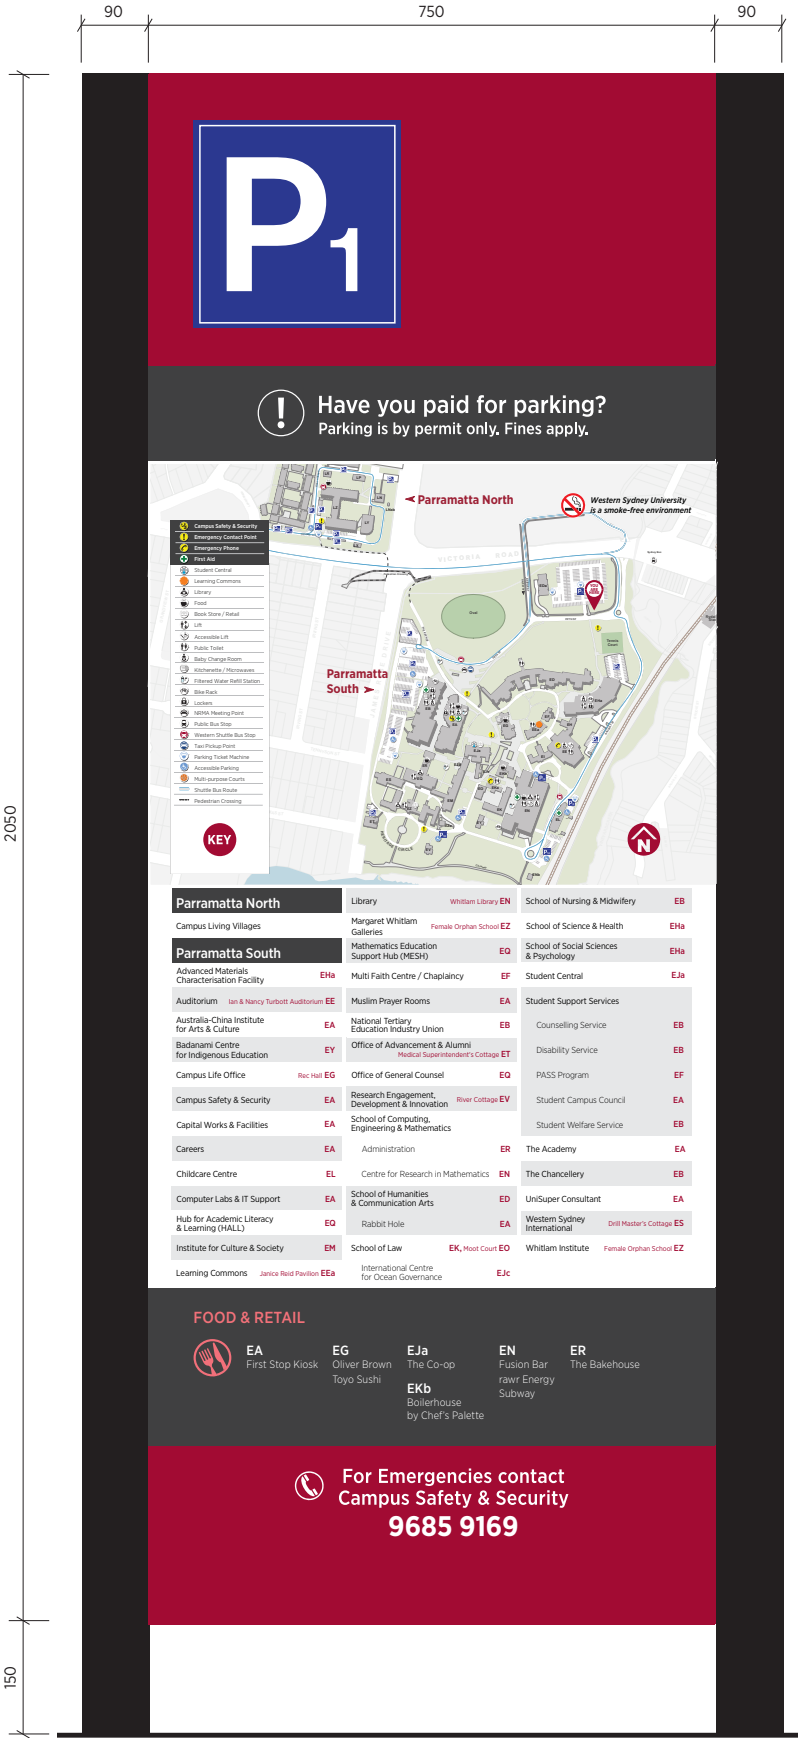 90
750
90
2050
150
P1
Have you paid for parking?
Parking is by permit only. Fines apply.
Parramatta North
Western Sydney University
is a smoke-free environment
VICTORIA ROAD
YOU ARE HERE
Oval
Tennis
Court
Parramatta
South
Campus Safety & Security
Emergency Contact Point
Emergency Phone
First Aid
Student Central
Learning Commons
Library
Food
Book Store / Retail
Lift
Accessible Lift
Public Toilet
Baby Change Room
Kitchenette / Microwaves
Filtered Water Refill Station
Bike Rack
Lockers
NRMA Meeting Point
Public Bus Stop
Western Shuttle Bus Stop
Taxi Pickup Point
Parking Ticket Machine
Accessible Parking
Multi-purpose Courts
Shuttle Bus Route
Pedestrian Crossing
KEY
N
Parramatta North
Campus Living Villages
Parramatta South
Advanced Materials
Characterisation Facility EHa
Auditorium Ian & Nancy Turbott Auditorium EE
Australia-China Institute
for Arts & Culture EA
Badanami Centre
for Indigenous Education EY
Campus Life Office Rec Hall EG
Campus Safety & Security EA
Capital Works & Facilities EA
Careers EA
Childcare Centre EL
Computer Labs & IT Support EA
Hub for Academic Literacy
& Learning (HALL) EQ
Institute for Culture & Society EM
Learning Commons Janice Reid Pavilion EEa
Library Whitlam Library EN
Margaret Whitlam
Galleries Female Orphan School EZ
Mathematics Education
Support Hub (MESH) EQ
Multi Faith Centre / Chaplaincy EF
Muslim Prayer Rooms EA
National Tertiary
Education Industry Union EB
Office of Advancement & Alumni
Medical Superintendent's Cottage ET
Office of General Counsel EQ
Research Engagement,
Development & Innovation River Cottage EV
School of Computing,
Engineering & Mathematics
Administration ER
Centre for Research in Mathematics EN
School of Humanities
& Communication Arts ED
Rabbit Hole EA
School of Law EK, Moot Court EO
International Centre
for Ocean Governance EJc
School of Nursing & Midwifery EB
School of Science & Health EHa
School of Social Sciences
& Psychology EHa
Student Central EJa
Student Support Services
Counselling Service EB
Disability Service EB
PASS Program EF
Student Campus Council EA
Student Welfare Service EB
The Academy EA
The Chancellery EB
UniSuper Consultant EA
Western Sydney
International Drill Master's Cottage ES
Whitlam Institute Female Orphan School EZ
FOOD & RETAIL
EA
First Stop Kiosk
EG
Oliver Brown
Toyo Sushi
EJa
The Co-op
EKb
Boilerhouse
by Chef's Palette
EN
Fusion Bar
rawr Energy
Subway
ER
The Bakehouse
For Emergencies contact
Campus Safety & Security
9685 9169